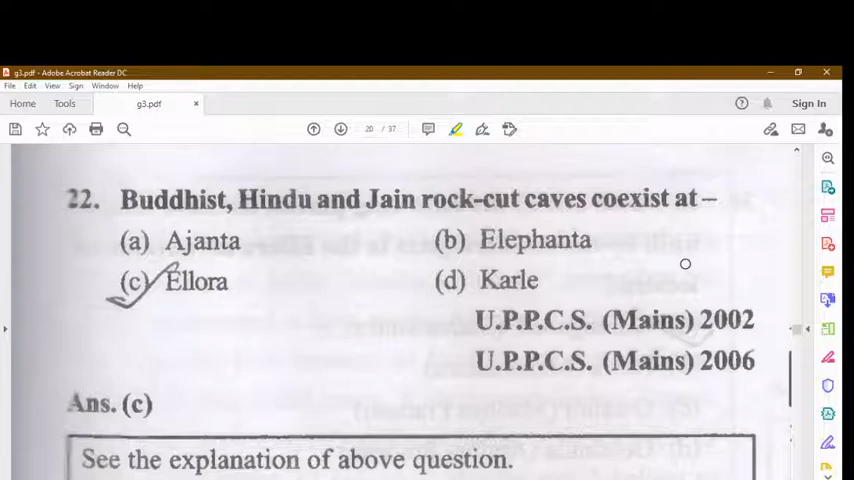 g3.pdf - Adobe Acrobat Reader DC
File Edit View Sign Window Help
Home Tools g3.pdf × Sign In
20 / 37
22. Buddhist, Hindu and Jain rock-cut caves coexist at –
(a) Ajanta (b) Elephanta
(c) Ellora (d) Karle
U.P.P.C.S. (Mains) 2002
U.P.P.C.S. (Mains) 2006
Ans. (c)
See the explanation of above question.